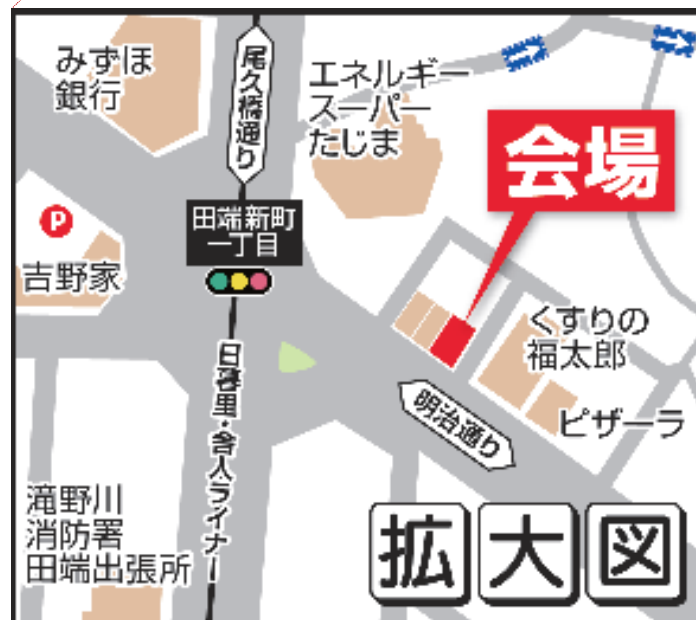 みずほ
銀行
尾久橋通り
エネルギー
スーパー
たじま
会場
P
田端新町
一丁目
吉野家
くすりの
福太郎
日暮里・舎人ライナー
明治通り
ピザーラ
滝野川
消防署
田端出張所
拡大図